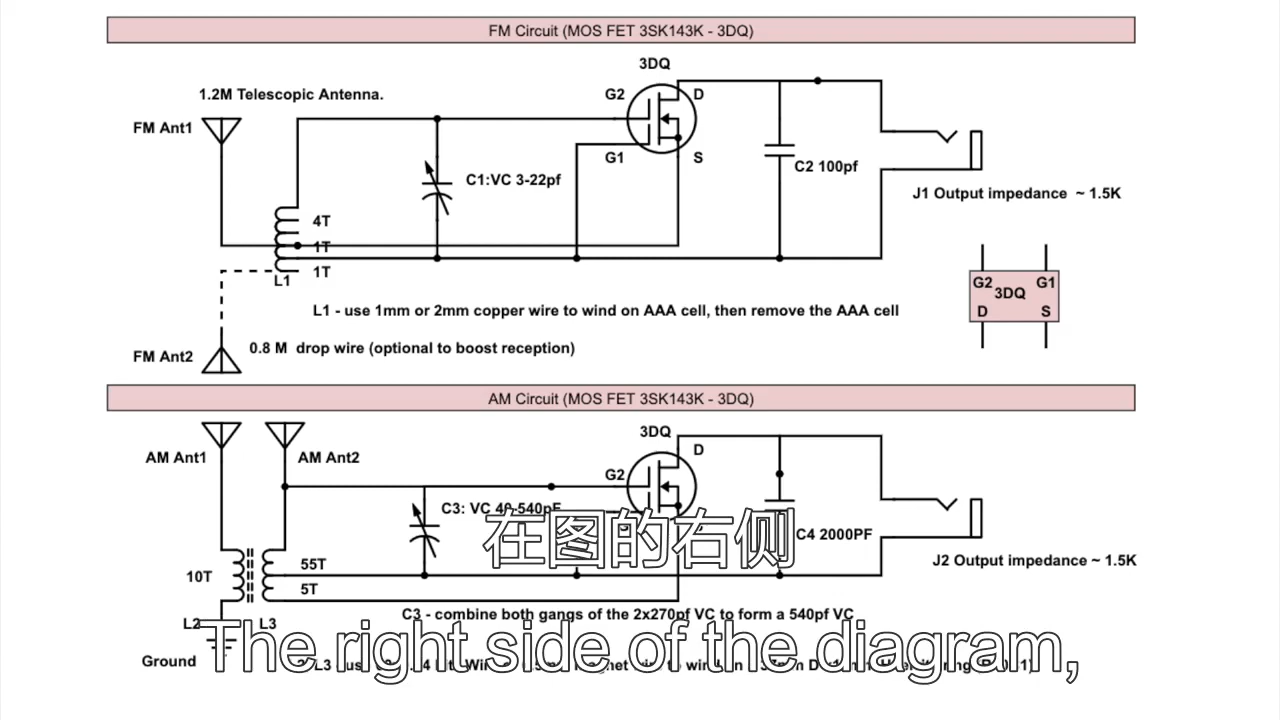 FM Circuit (MOS FET 3SK143K - 3DQ)
3DQ
1.2M Telescopic Antenna.
G2
D
FM Ant1
G1
S
C1:VC 3-22pf
C2 100pf
J1 Output impedance ~ 1.5K
4T
1T
1T
L1
G2
G1
3DQ
D
S
L1 - use 1mm or 2mm copper wire to wind on AAA cell, then remove the AAA cell
0.8 M drop wire (optional to boost reception)
FM Ant2
AM Circuit (MOS FET 3SK143K - 3DQ)
3DQ
D
AM Ant1
AM Ant2
G2
C3: VC 40-540pF
在图的右侧
C4 2000PF
J2 Output impedance ~ 1.5K
55T
10T
5T
C3 - combine both gangs of the 2x270pf VC to form a 540pf VC
L2
L3
The right side of the diagram,
Ground